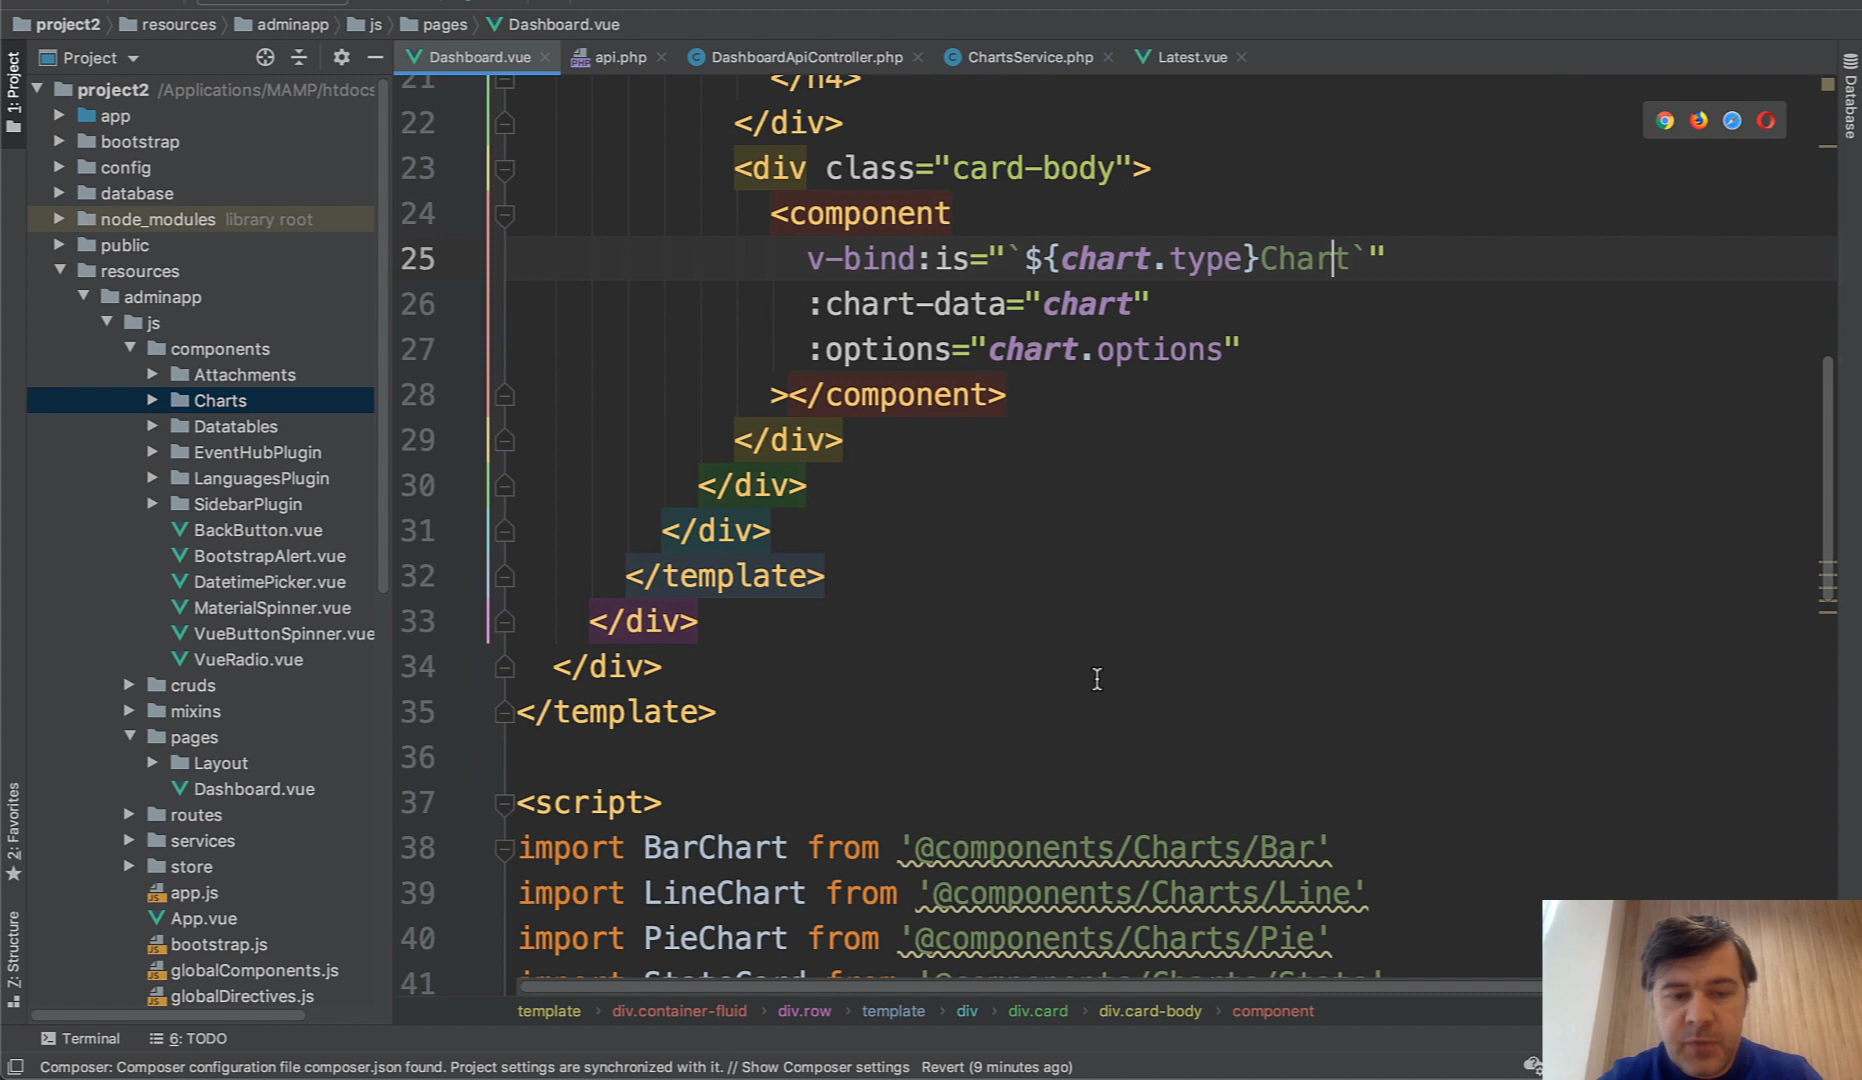 project2 resources adminapp js pages Dashboard.vue
Project
Dashboard.vue api.php DashboardApiController.php ChartsService.php Latest.vue
1: Project
2: Favorites
Z: Structure
Database
project2 /Applications/MAMP/htdocs
app
bootstrap
config
database
node_modules library root
public
resources
adminapp
js
components
Attachments
Charts
Datatables
EventHubPlugin
LanguagesPlugin
SidebarPlugin
BackButton.vue
BootstrapAlert.vue
DatetimePicker.vue
MaterialSpinner.vue
VueButtonSpinner.vue
VueRadio.vue
cruds
mixins
pages
Layout
Dashboard.vue
routes
services
store
app.js
App.vue
bootstrap.js
globalComponents.js
globalDirectives.js
21 </h4>
22 </div>
23 <div class="card-body">
24 <component
25 v-bind:is="`${chart.type}Chart`"
26 :chart-data="chart"
27 :options="chart.options"
28 ></component>
29 </div>
30 </div>
31 </div>
32 </template>
33 </div>
34 </div>
35 </template>
36
37 <script>
38 import BarChart from '@components/Charts/Bar'
39 import LineChart from '@components/Charts/Line'
40 import PieChart from '@components/Charts/Pie'
41 import StatsCard from '@components/Charts/Stats'
template div.container-fluid div.row template div div.card div.card-body component
Terminal 6: TODO
Composer: Composer configuration file composer.json found. Project settings are synchronized with it. // Show Composer settings Revert (9 minutes ago)